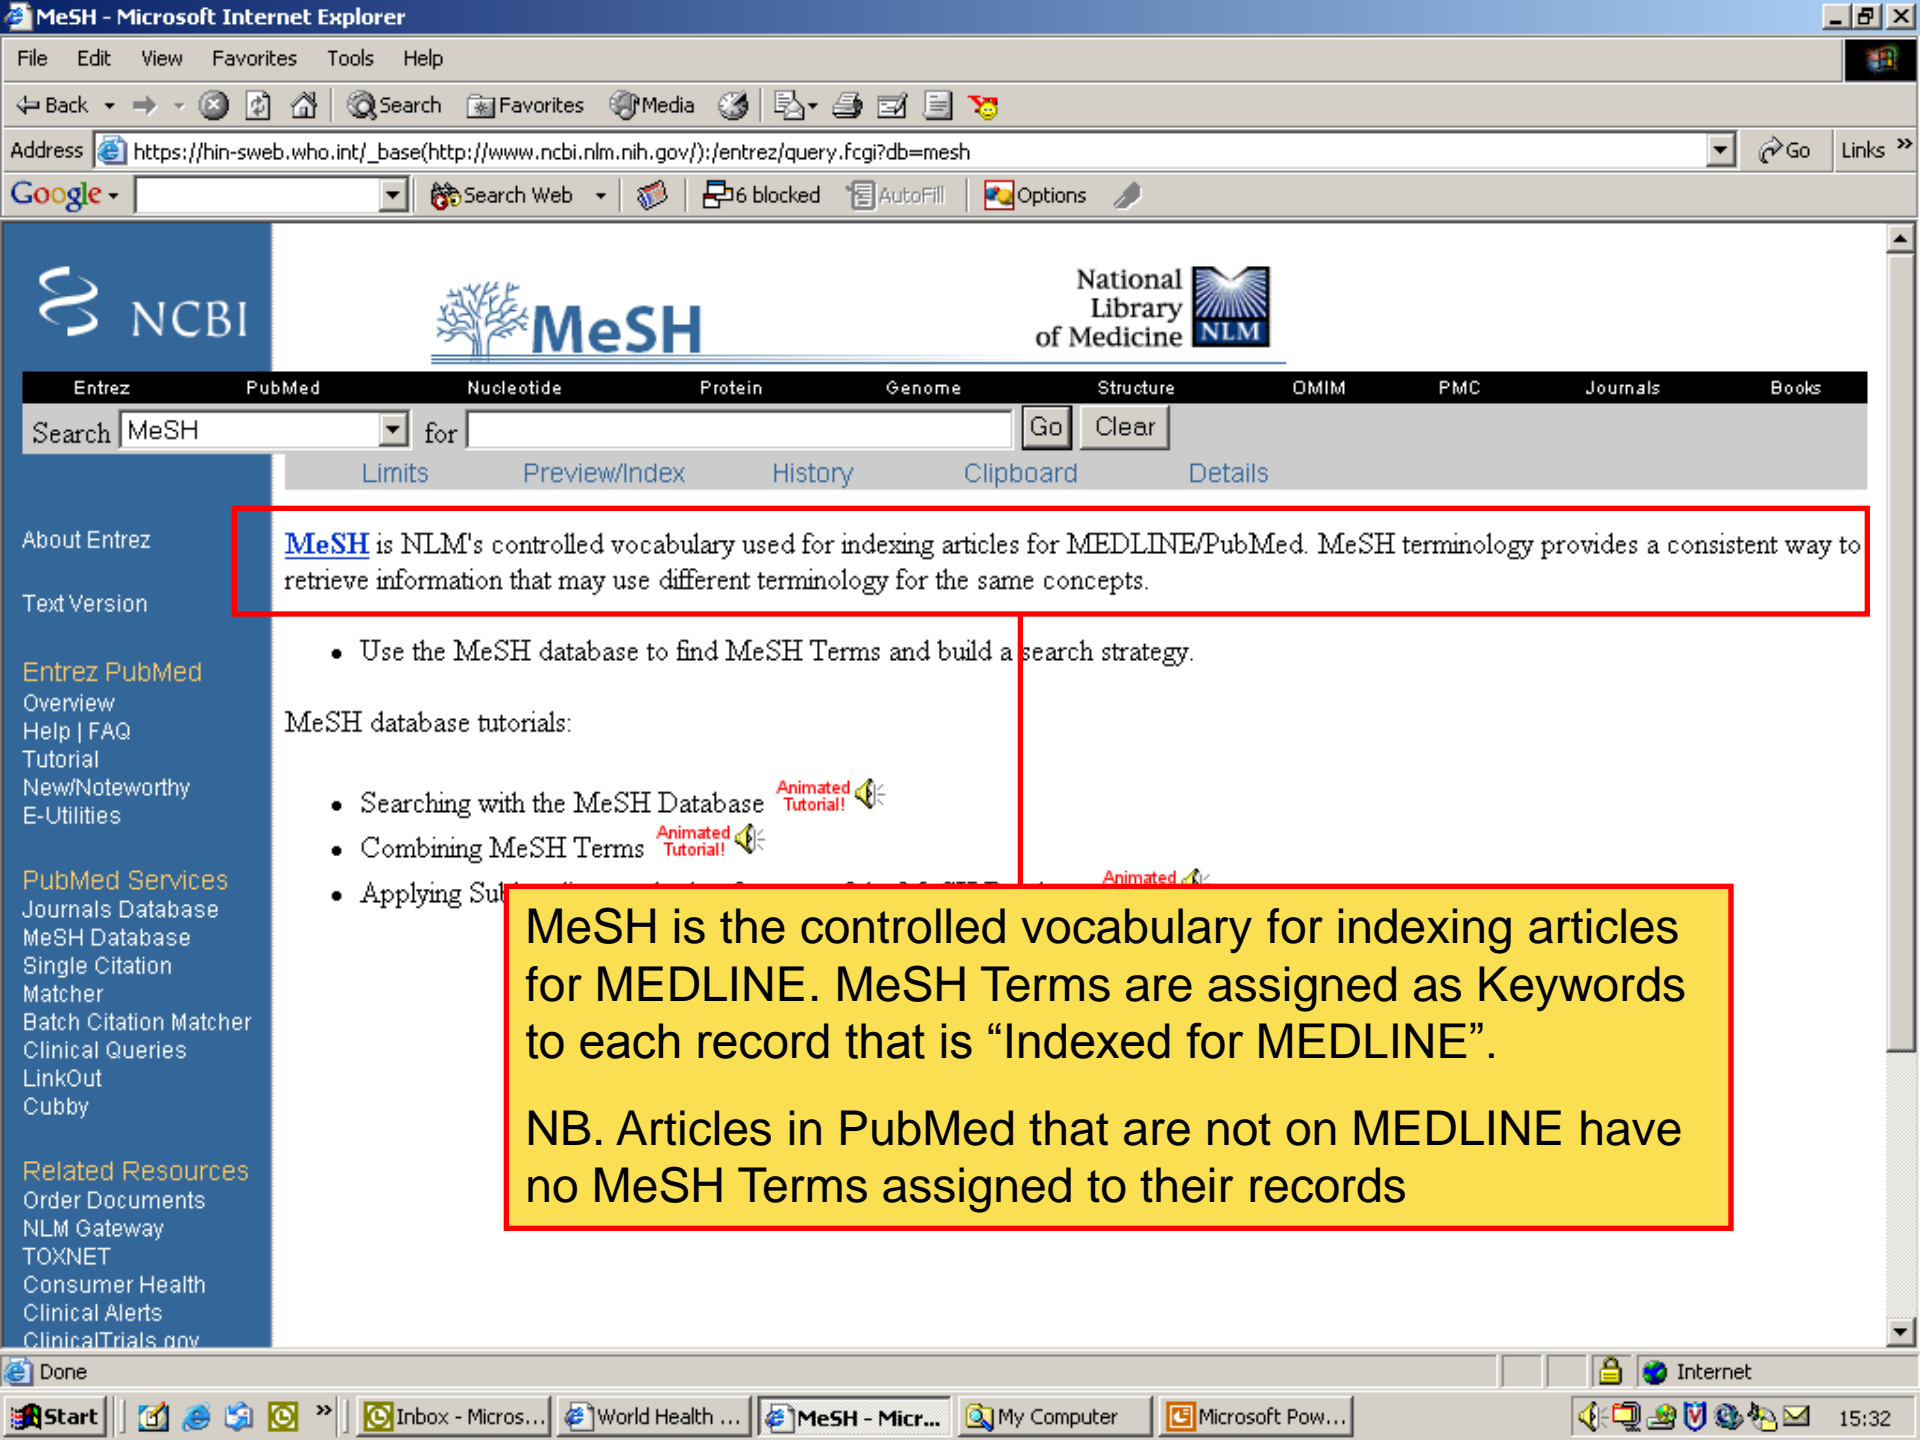 MeSH - Microsoft Internet Explorer
File Edit View Favorites Tools Help
Back Search Favorites Media
Address https://hin-sweb.who.int/_base(http://www.ncbi.nlm.nih.gov/):/entrez/query.fcgi?db=mesh Go Links »
Google Search Web 6 blocked AutoFill Options
NCBI
MeSH
National
Library
of Medicine NLM
Entrez PubMed Nucleotide Protein Genome Structure OMIM PMC Journals Books
Search MeSH for Go Clear
Limits Preview/Index History Clipboard Details
About Entrez
Text Version
Entrez PubMed
Overview
Help | FAQ
Tutorial
New/Noteworthy
E-Utilities
PubMed Services
Journals Database
MeSH Database
Single Citation
Matcher
Batch Citation Matcher
Clinical Queries
LinkOut
Cubby
Related Resources
Order Documents
NLM Gateway
TOXNET
Consumer Health
Clinical Alerts
ClinicalTrials.gov
MeSH is NLM's controlled vocabulary used for indexing articles for MEDLINE/PubMed. MeSH terminology provides a consistent way to
retrieve information that may use different terminology for the same concepts.
• Use the MeSH database to find MeSH Terms and build a search strategy.
MeSH database tutorials:
• Searching with the MeSH Database Animated Tutorial!
• Combining MeSH Terms Animated Tutorial!
• Applying Animated
MeSH is the controlled vocabulary for indexing articles
for MEDLINE. MeSH Terms are assigned as Keywords
to each record that is “Indexed for MEDLINE”.
NB. Articles in PubMed that are not on MEDLINE have
no MeSH Terms assigned to their records
Done Internet
Start » Inbox - Micros... World Health ... MeSH - Micr... My Computer Microsoft Pow... 15:32